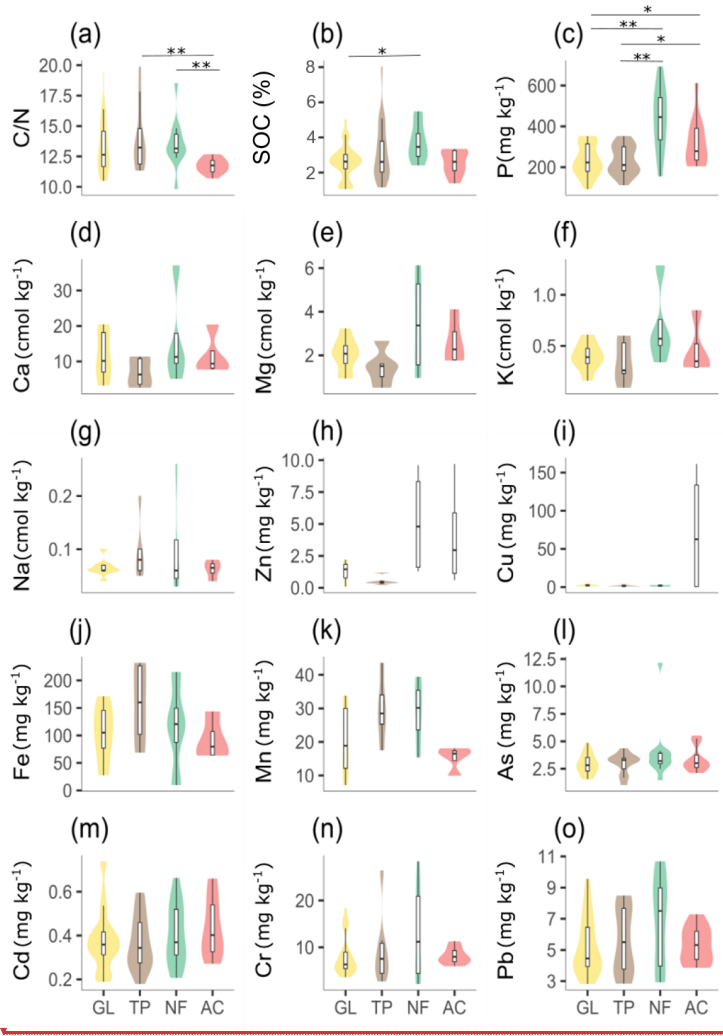 (a) (b) (c)
** ** * * ** * **
C/N 20.0 17.5 15.0 12.5 10.0
SOC (%) 8 6 4 2
P(mg kg-1) 600 400 200
(d) (e) (f)
Ca (cmol kg-1) 30 20 10
Mg (cmol kg-1) 6 4 2
K(cmol kg-1) 1.0 0.5
(g) (h) (i)
Na(cmol kg-1) 0.2 0.1
Zn (mg kg-1) 10.0 7.5 5.0 2.5 0.0
Cu (mg kg-1) 150 100 50 0
(j) (k) (l)
Fe (mg kg-1) 200 150 100 50 0
Mn (mg kg-1) 40 30 20 10
As (mg kg-1) 12.5 10.0 7.5 5.0 2.5
(m) (n) (o)
Cd (mg kg-1) 0.6 0.4 0.2
Cr (mg kg-1) 20 10
Pb (mg kg-1) 11 9 7 5 3
GL TP NF AC GL TP NF AC GL TP NF AC